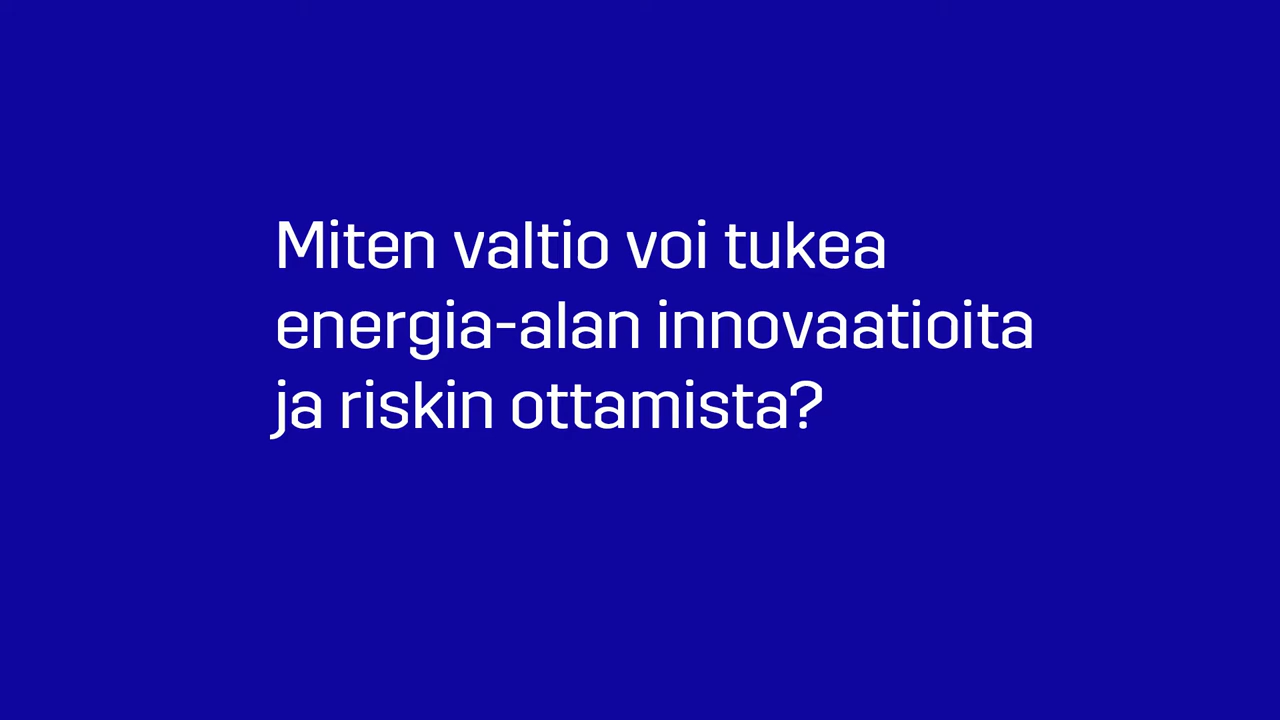 Miten valtio voi tukea
energia-alan innovaatioita
ja riskin ottamista?